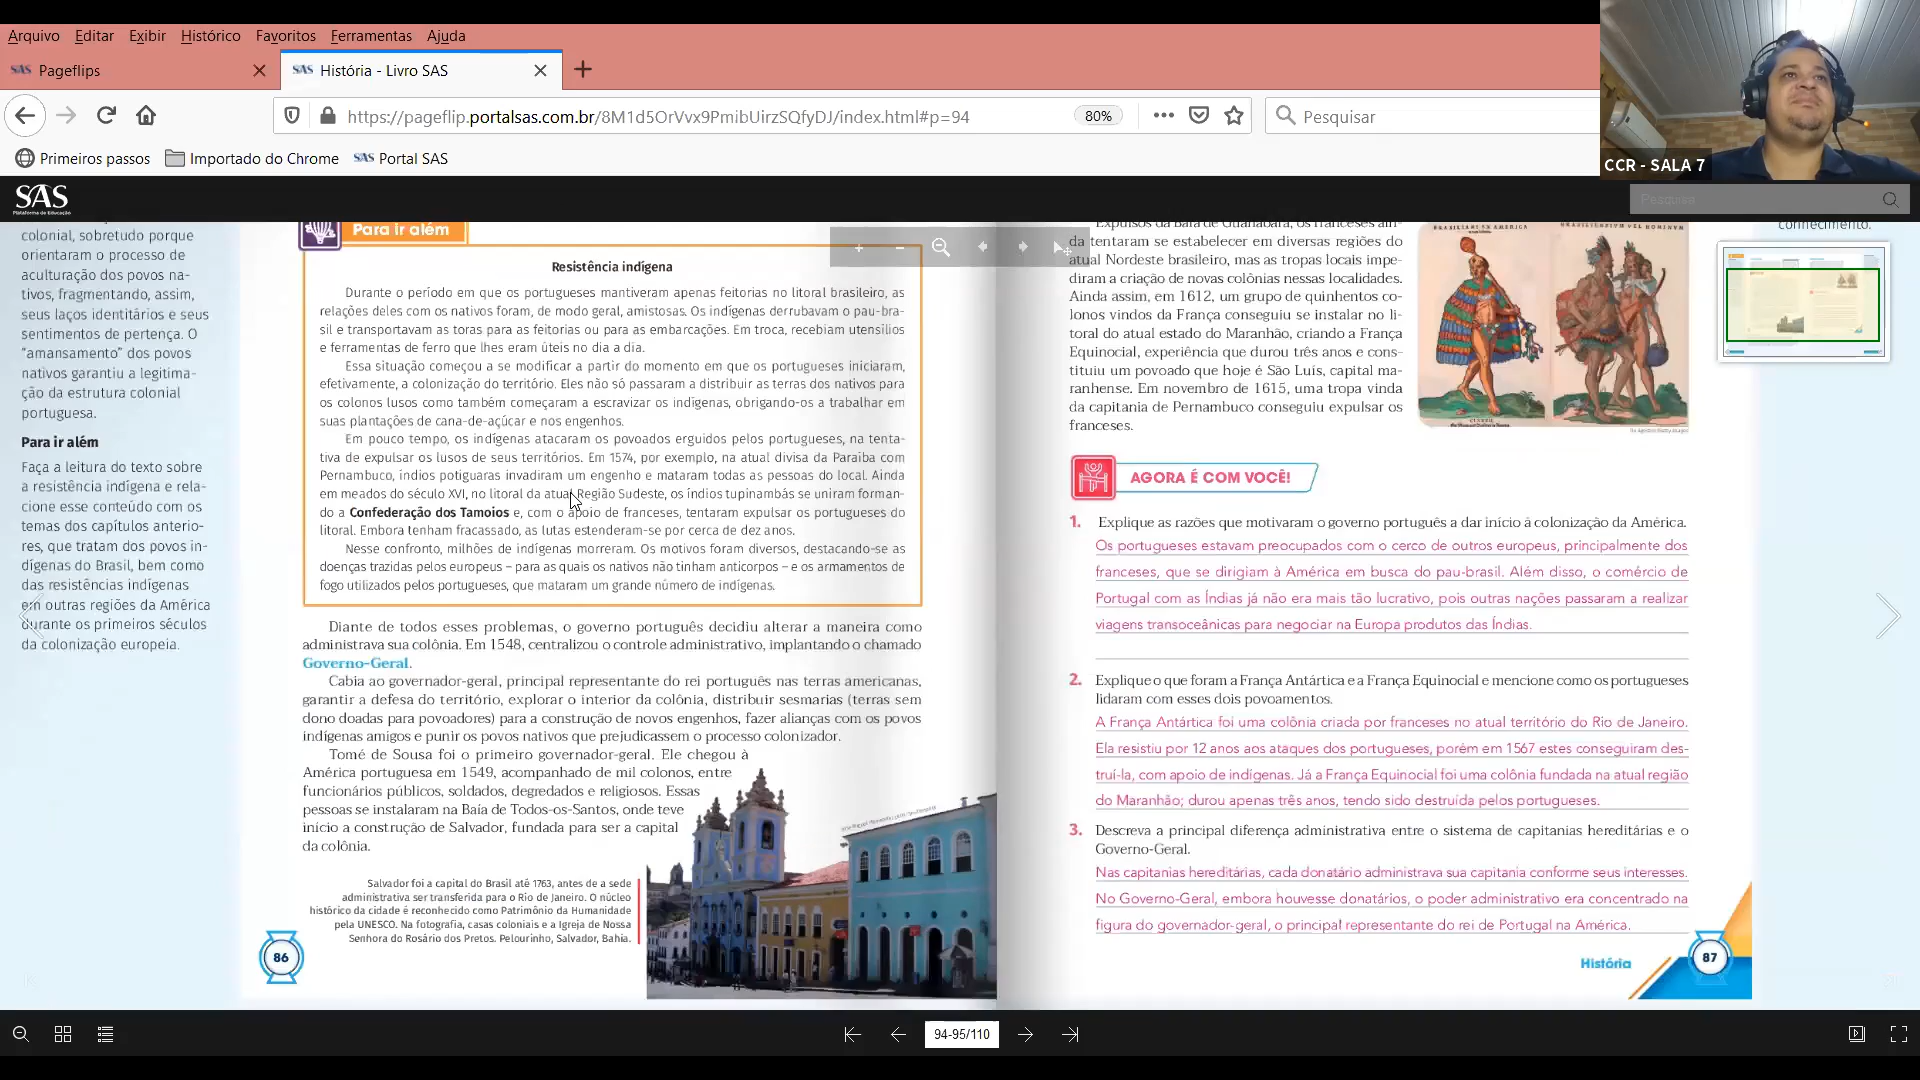 Arquivo Editar Exibir Histórico Favoritos Ferramentas Ajuda
SAS Pageflips
SAS História - Livro SAS
https://pageflip.portalsas.com.br/8M1d5OrVvx9PmibUirzSQfyDJ/index.html#p=94
80%
Pesquisar
Primeiros passos Importado do Chrome SAS Portal SAS
CCR - SALA 7
SAS
Plataforma de Educação
Pesquisa
colonial, sobretudo porque
orientaram o processo de
aculturação dos povos na-
tivos, fragmentando, assim,
seus laços identitários e seus
sentimentos de pertença. O
"amansamento" dos povos
nativos garantiu a legitima-
ção da estrutura colonial
portuguesa.
Para ir além
Faça a leitura do texto sobre
a resistência indígena e rela-
cione esse conteúdo com os
temas dos capítulos anterio-
res, que tratam dos povos in-
dígenas do Brasil, bem como
das resistências indígenas
em outras regiões da América
durante os primeiros séculos
da colonização europeia.
Para ir além
Resistência indígena
Durante o período em que os portugueses mantiveram apenas feitorias no litoral brasileiro, as
relações deles com os nativos foram, de modo geral, amistosas. Os indígenas derrubavam o pau-bra-
sil e transportavam as toras para as feitorias ou para as embarcações. Em troca, recebiam utensílios
e ferramentas de ferro que lhes eram úteis no dia a dia.
Essa situação começou a se modificar a partir do momento em que os portugueses iniciaram,
efetivamente, a colonização do território. Eles não só passaram a distribuir as terras dos nativos para
os colonos lusos como também começaram a escravizar os indígenas, obrigando-os a trabalhar em
suas plantações de cana-de-açúcar e nos engenhos.
Em pouco tempo, os indígenas atacaram os povoados erguidos pelos portugueses, na tenta-
tiva de expulsar os lusos de seus territórios. Em 1574, por exemplo, na atual divisa da Paraíba com
Pernambuco, índios potiguaras invadiram um engenho e mataram todas as pessoas do local. Ainda
em meados do século XVI, no litoral da atual Região Sudeste, os índios tupinambás se uniram forman-
do a Confederação dos Tamoios e, com o apoio de franceses, tentaram expulsar os portugueses do
litoral. Embora tenham fracassado, as lutas estenderam-se por cerca de dez anos.
Nesse confronto, milhões de indígenas morreram. Os motivos foram diversos, destacando-se as
doenças trazidas pelos europeus – para as quais os nativos não tinham anticorpos – e os armamentos de
fogo utilizados pelos portugueses, que mataram um grande número de indígenas.
Diante de todos esses problemas, o governo português decidiu alterar a maneira como
administrava sua colônia. Em 1548, centralizou o controle administrativo, implantando o chamado
Governo-Geral.
Cabia ao governador-geral, principal representante do rei português nas terras americanas,
garantir a defesa do território, explorar o interior da colônia, distribuir sesmarias (terras sem
dono doadas para povoadores) para a construção de novos engenhos, fazer alianças com os povos
indígenas amigos e punir os povos nativos que prejudicassem o processo colonizador.
Tomé de Sousa foi o primeiro governador-geral. Ele chegou à
América portuguesa em 1549, acompanhado de mil colonos, entre
funcionários públicos, soldados, degredados e religiosos. Essas
pessoas se instalaram na Baía de Todos-os-Santos, onde teve
início a construção de Salvador, fundada para ser a capital
da colônia.
Salvador foi a capital do Brasil até 1763, antes de a sede
administrativa ser transferida para o Rio de Janeiro. O núcleo
histórico da cidade é reconhecido como Patrimônio da Humanidade
pela UNESCO. Na fotografia, casas coloniais e a Igreja de Nossa
Senhora do Rosário dos Pretos. Pelourinho, Salvador, Bahia.
86
Expulsos da Baía de Guanabara, os franceses ain-
da tentaram se estabelecer em diversas regiões do
atual Nordeste brasileiro, mas as tropas locais impe-
diram a criação de novas colônias nessas localidades.
Ainda assim, em 1612, um grupo de quinhentos co-
lonos vindos da França conseguiu se instalar no li-
toral do atual estado do Maranhão, criando a França
Equinocial, experiência que durou três anos e cons-
tituiu um povoado que hoje é São Luís, capital ma-
ranhense. Em novembro de 1615, uma tropa vinda
da capitania de Pernambuco conseguiu expulsar os
franceses.
conhecimento.
AGORA É COM VOCÊ!
1. Explique as razões que motivaram o governo português a dar início à colonização da América.
Os portugueses estavam preocupados com o cerco de outros europeus, principalmente dos
franceses, que se dirigiam à América em busca do pau-brasil. Além disso, o comércio de
Portugal com as Índias já não era mais tão lucrativo, pois outras nações passaram a realizar
viagens transoceânicas para negociar na Europa produtos das Índias.
2. Explique o que foram a França Antártica e a França Equinocial e mencione como os portugueses
lidaram com esses dois povoamentos.
A França Antártica foi uma colônia criada por franceses no atual território do Rio de Janeiro.
Ela resistiu por 12 anos aos ataques dos portugueses, porém em 1567 estes conseguiram des-
truí-la, com apoio de indígenas. Já a França Equinocial foi uma colônia fundada na atual região
do Maranhão; durou apenas três anos, tendo sido destruída pelos portugueses.
3. Descreva a principal diferença administrativa entre o sistema de capitanias hereditárias e o
Governo-Geral.
Nas capitanias hereditárias, cada donatário administrava sua capitania conforme seus interesses.
No Governo-Geral, embora houvesse donatários, o poder administrativo era concentrado na
figura do governador-geral, o principal representante do rei de Portugal na América.
História
87
94-95/110